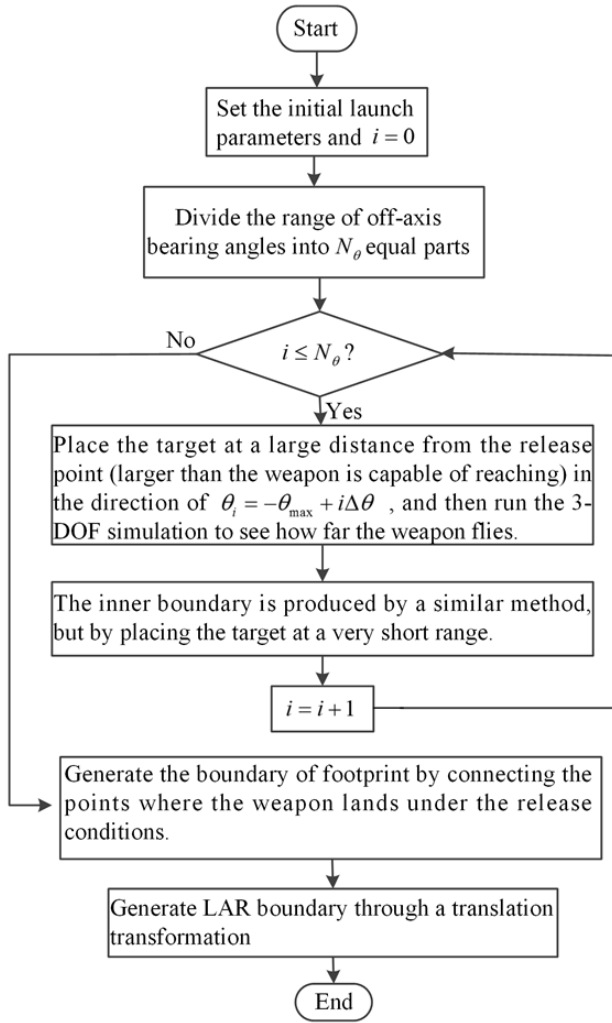 Start
Set the initial launch
parameters and i = 0
Divide the range of off-axis
bearing angles into N_θ equal parts
No
i ≤ N_θ?
Yes
Place the target at a large distance from the release
point (larger than the weapon is capable of reaching) in
the direction of θ_i = −θ_max + iΔθ , and then run the 3-
DOF simulation to see how far the weapon flies.
The inner boundary is produced by a similar method,
but by placing the target at a very short range.
i = i + 1
Generate the boundary of footprint by connecting the
points where the weapon lands under the release
conditions.
Generate LAR boundary through a translation
transformation
End